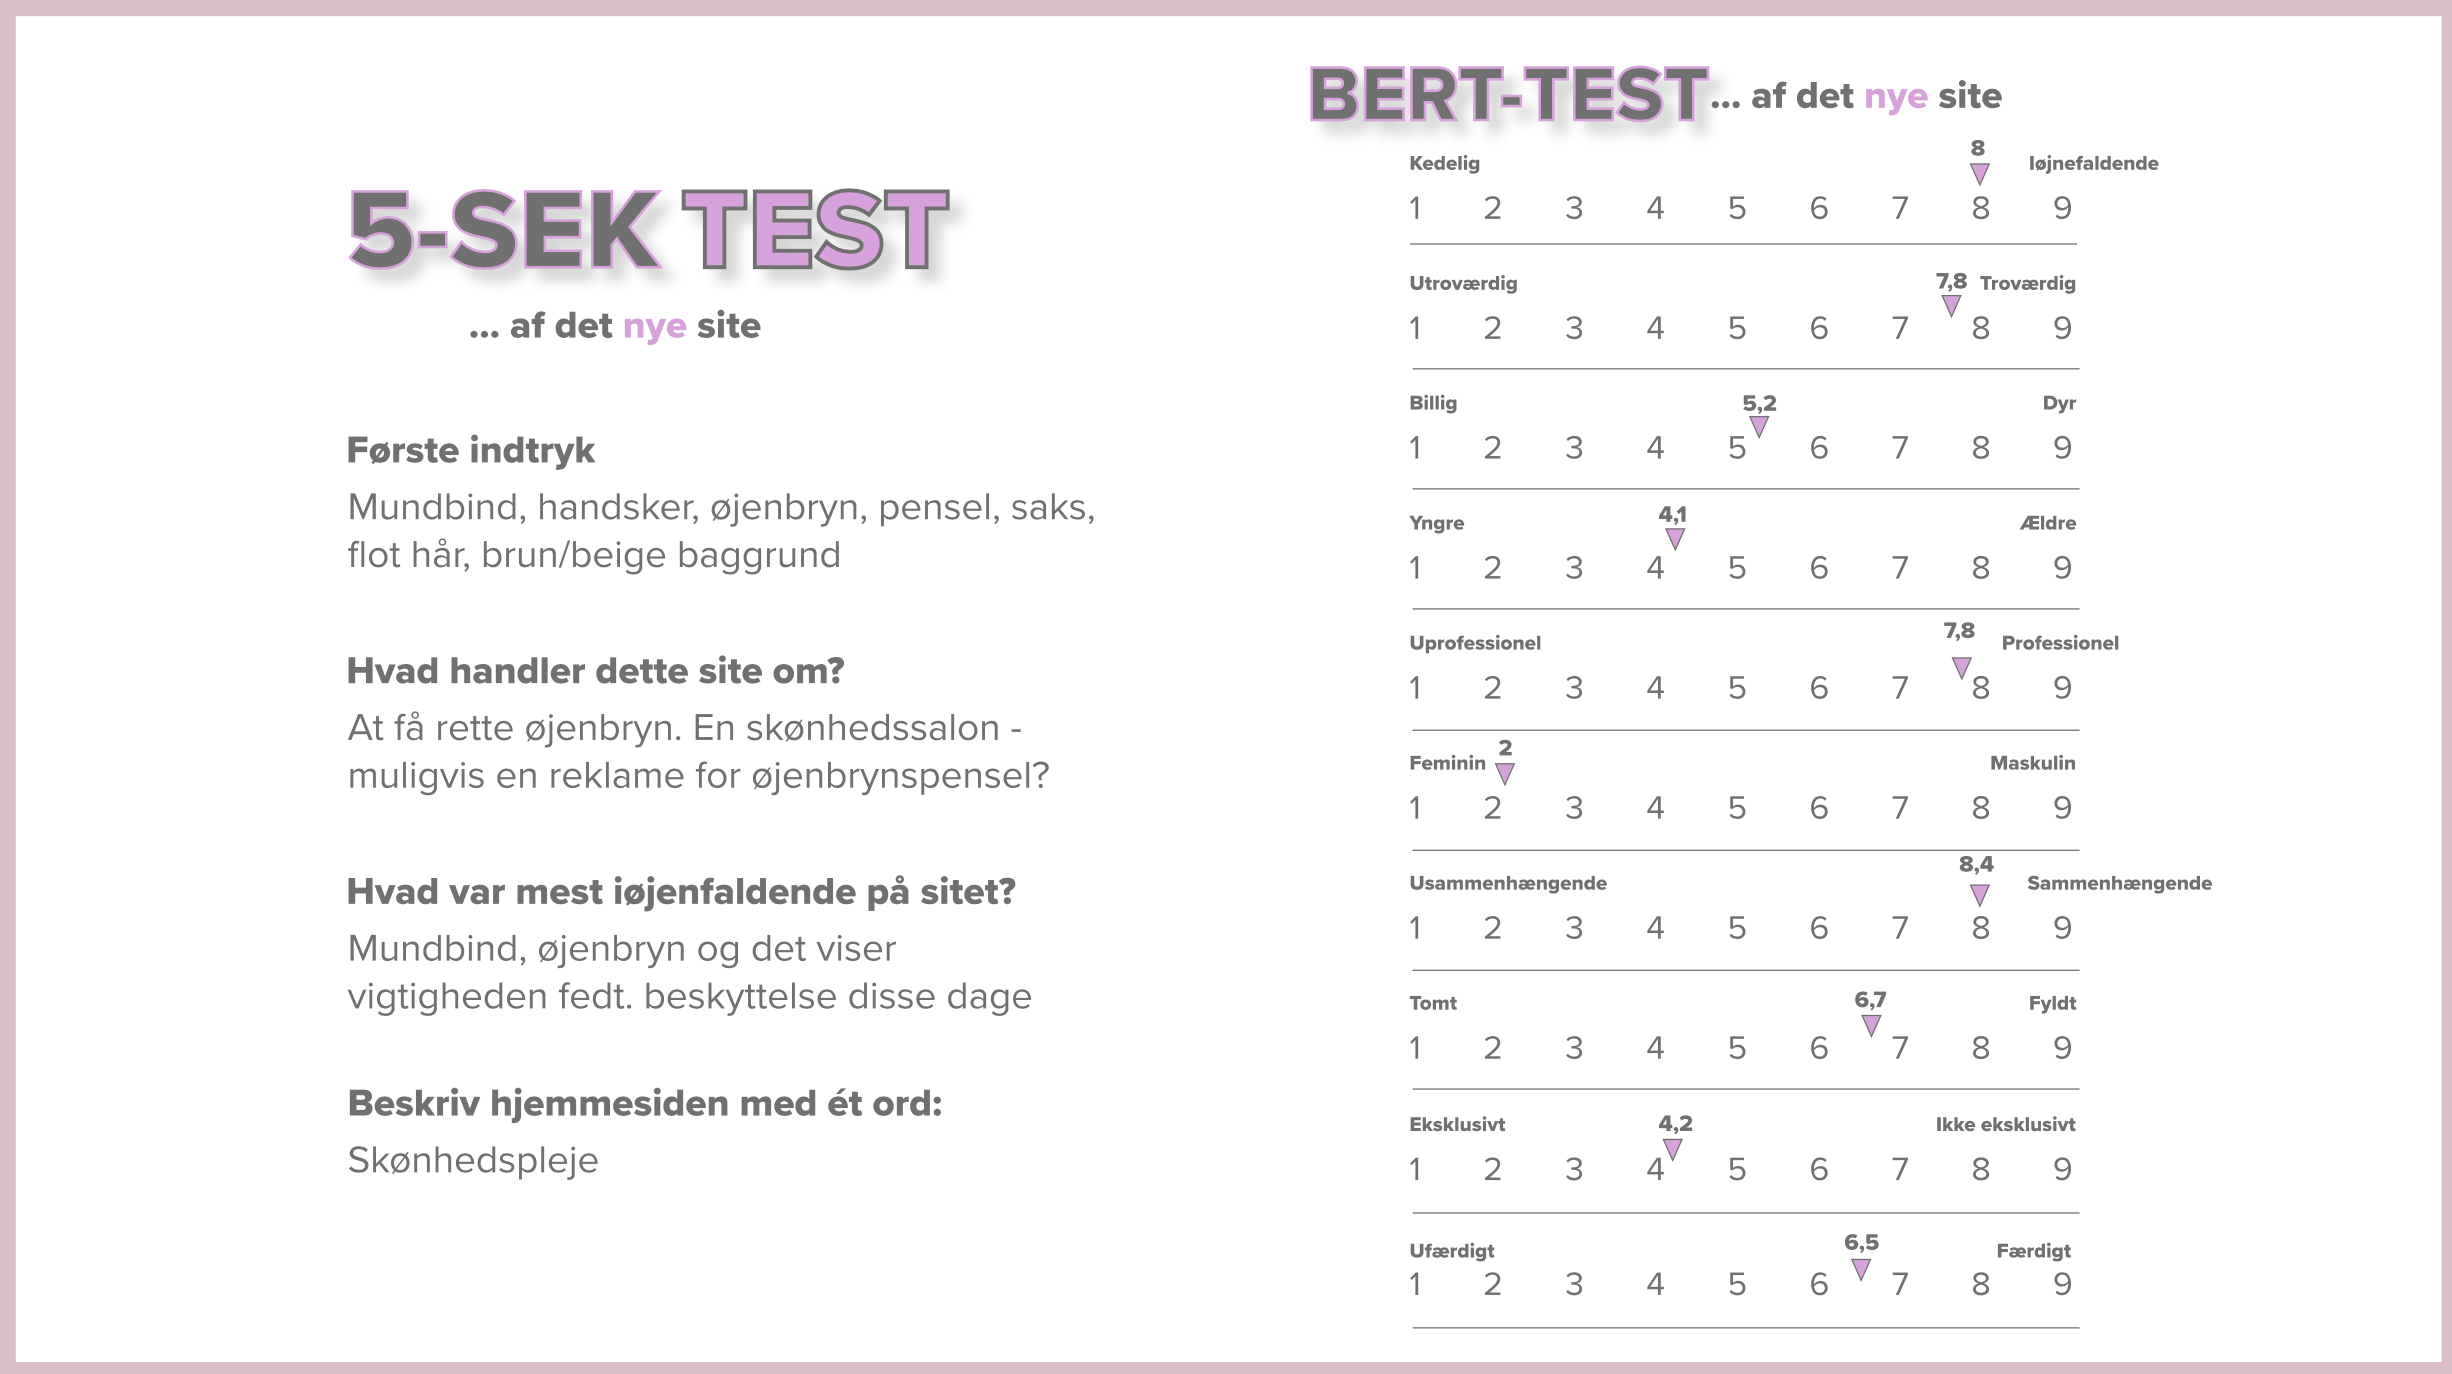 5-SEK TEST
... af det nye site
Første indtryk
Mundbind, handsker, øjenbryn, pensel, saks,
flot hår, brun/beige baggrund
Hvad handler dette site om?
At få rette øjenbryn. En skønhedssalon -
muligvis en reklame for øjenbrynspensel?
Hvad var mest iøjenfaldende på sitet?
Mundbind, øjenbryn og det viser
vigtigheden fedt. beskyttelse disse dage
Beskriv hjemmesiden med ét ord:
Skønhedspleje
BERT-TEST ... af det nye site
Kedelig 8 Iøjnefaldende
1 2 3 4 5 6 7 8 9
Utroværdig 7,8 Troværdig
1 2 3 4 5 6 7 8 9
Billig 5,2 Dyr
1 2 3 4 5 6 7 8 9
Yngre 4,1 Ældre
1 2 3 4 5 6 7 8 9
Uprofessionel 7,8 Professionel
1 2 3 4 5 6 7 8 9
Feminin 2 Maskulin
1 2 3 4 5 6 7 8 9
Usammenhængende 8,4 Sammenhængende
1 2 3 4 5 6 7 8 9
Tomt 6,7 Fyldt
1 2 3 4 5 6 7 8 9
Eksklusivt 4,2 Ikke eksklusivt
1 2 3 4 5 6 7 8 9
Ufærdigt 6,5 Færdigt
1 2 3 4 5 6 7 8 9